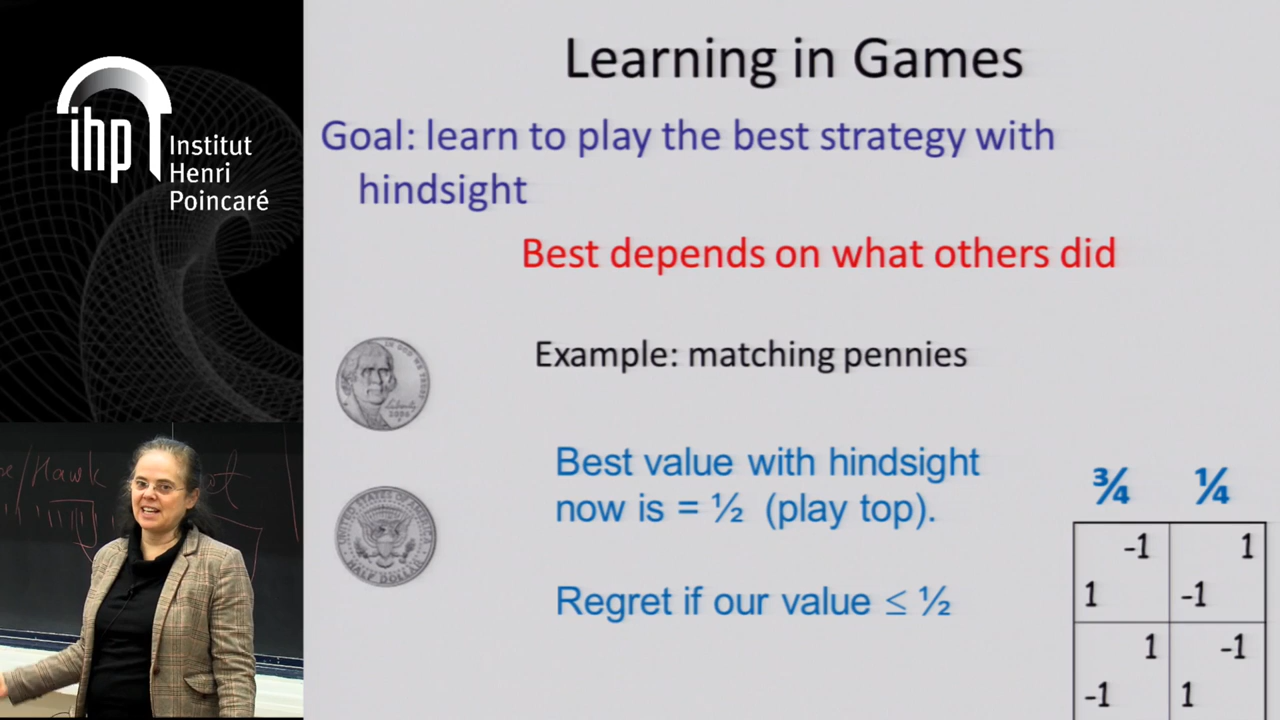 ihp
Institut
Henri
Poincaré
Learning in Games
Goal: learn to play the best strategy with
hindsight
Best depends on what others did
Example: matching pennies
Best value with hindsight
now is = ½ (play top).
Regret if our value ≤ ½
¾ ¼
-1 1
1 -1
1 -1
-1 1
/Hawk